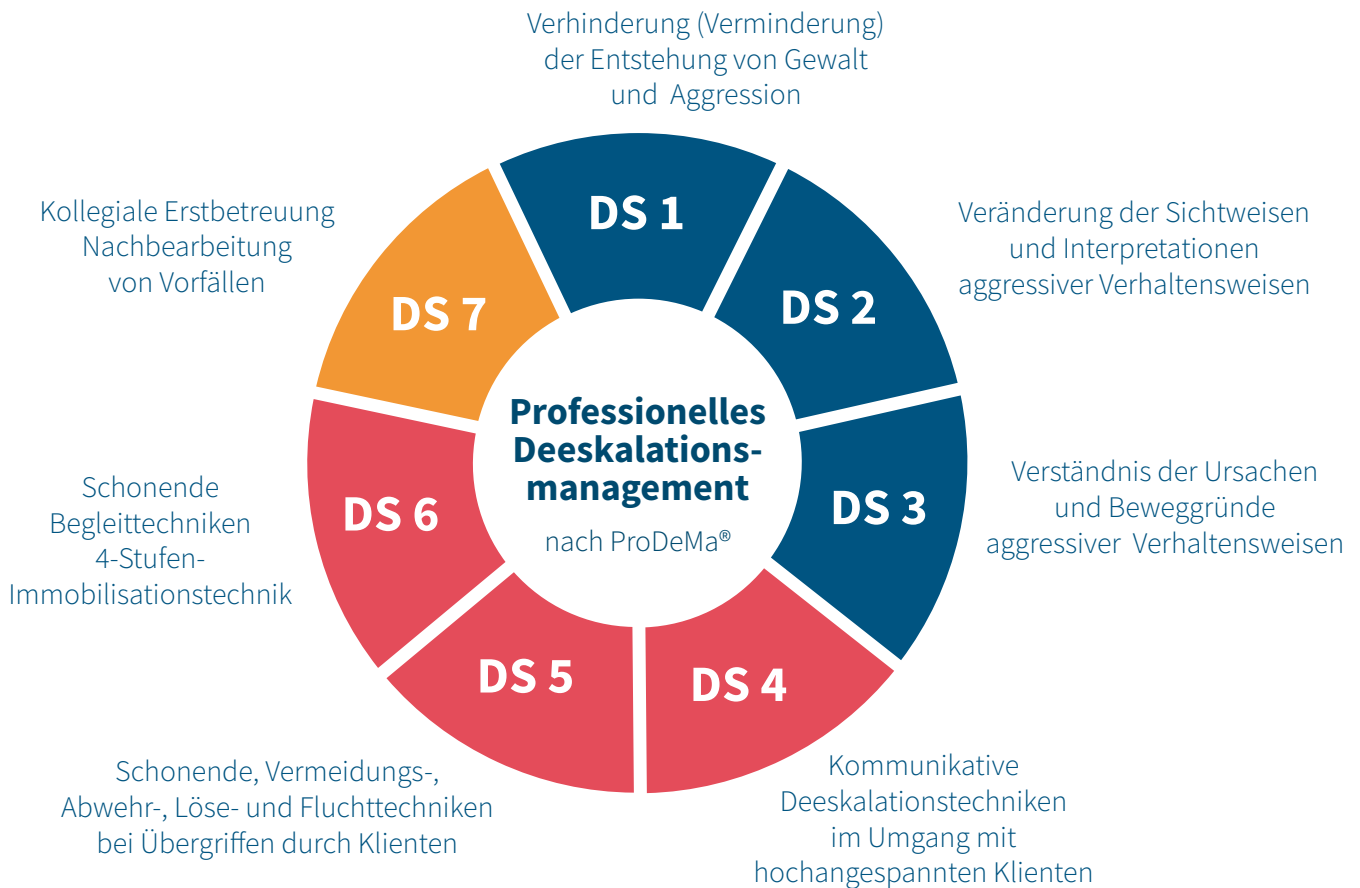 Verhinderung (Verminderung)
der Entstehung von Gewalt
und Aggression
DS 1
DS 2
Veränderung der Sichtweisen
und Interpretationen
aggressiver Verhaltensweisen
DS 3
Verständnis der Ursachen
und Beweggründe
aggressiver Verhaltensweisen
DS 4
Kommunikative
Deeskalationstechniken
im Umgang mit
hochangespannten Klienten
DS 5
Schonende, Vermeidungs-,
Abwehr-, Löse- und Fluchttechniken
bei Übergriffen durch Klienten
DS 6
Schonende
Begleittechniken
4-Stufen-
Immobilisationstechnik
DS 7
Kollegiale Erstbetreuung
Nachbearbeitung
von Vorfällen
Professionelles
Deeskalations-
management
nach ProDeMa®